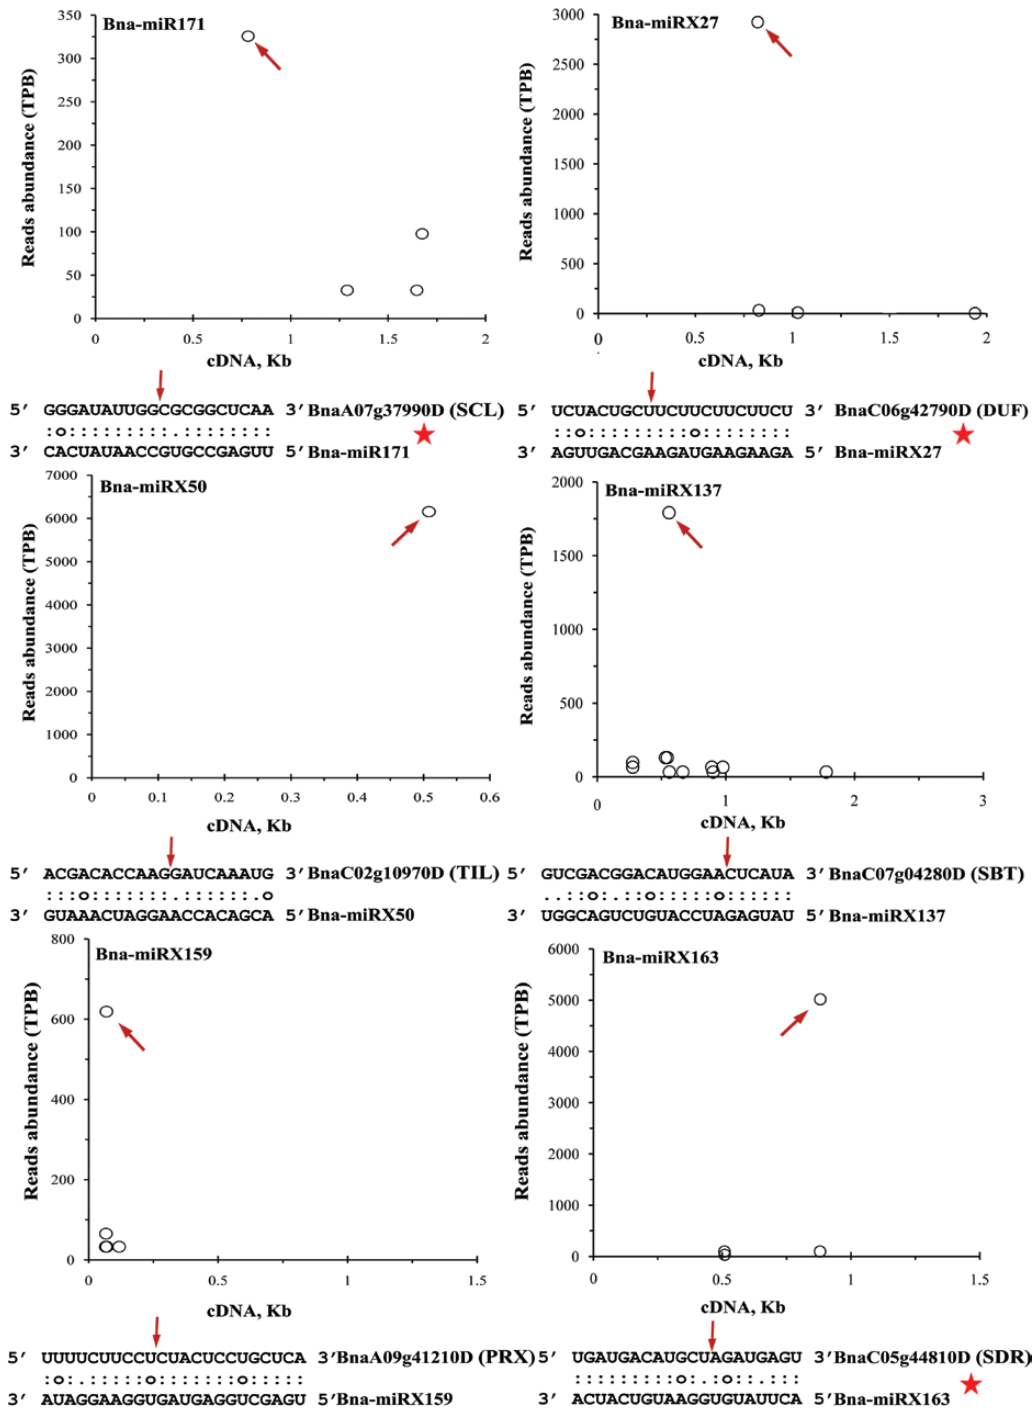 Bna-miR171
Reads abundance (TPB)
350
300
250
200
150
100
50
0
0 0.5 1 1.5 2
cDNA, Kb
5′ GGGAUAUUGGCGCGGCUCAA 3′ BnaA07g37990D (SCL)
:o:::::::::.::::::::
3′ CACUAUAACCGUGCCGAGUU 5′ Bna-miR171
Bna-miRX27
Reads abundance (TPB)
3000
2500
2000
1500
1000
500
0
0 0.5 1 1.5 2
cDNA, Kb
5′ UCUACUGCUUCUUCUUCUUCU 3′ BnaC06g42790D (DUF)
::o:::::::::o::::::::
3′ AGUUGACGAAGAUGAAGAAGA 5′ Bna-miRX27
Bna-miRX50
Reads abundance (TPB)
7000
6000
5000
4000
3000
2000
1000
0
0 0.1 0.2 0.3 0.4 0.5 0.6
cDNA, Kb
5′ ACGACACCAAGGAUCAAAUG 3′ BnaC02g10970D (TIL)
:::o::.::::::.:.:.:o
3′ GUAAACUAGGAACCACAGCA 5′ Bna-miRX50
Bna-miRX137
Reads abundance (TPB)
2000
1500
1000
500
0
0 1 2 3
cDNA, Kb
5′ GUCGACGGACAUGGAACUCAUA 3′ BnaC07g04280D (SBT)
..::o:.::o:::::o:.::::
3′ UGGCAGUCUGUACCUAGAGUAU 5′ Bna-miRX137
Bna-miRX159
Reads abundance (TPB)
800
600
400
200
0
0 0.5 1 1.5
cDNA, Kb
5′ UUUUCUUCCUCUACUCCUGCUCA 3′ BnaA09g41210D (PRX)
:o:.:::::o:::::::o:::::
3′ AUAGGAAGGUGAUGAGGUCGAGU 5′ Bna-miRX159
Bna-miRX163
Reads abundance (TPB)
6000
5000
4000
3000
2000
1000
0
0 0.5 1 1.5
cDNA, Kb
5′ UGAUGACAUGCUAGAUGAGU 3′ BnaC05g44810D (SDR)
:::::::::o:.:o::.:::
3′ ACUACUGUAAGGUGUAUUCA 5′ Bna-miRX163